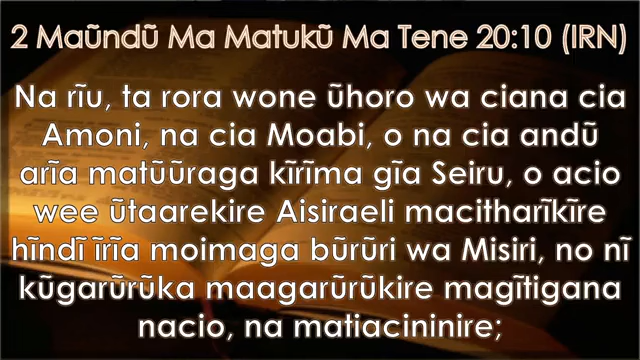 2 Maũndũ Ma Matukũ Ma Tene 20:10 (IRN)
Na rĩu, ta rora wone ũhoro wa ciana cia
Amoni, na cia Moabi, o na cia andũ
arĩa matũũraga kĩrĩma gĩa Seiru, o acio
wee ũtaarekire Aisiraeli macitharĩkĩre
hĩndĩ ĩrĩa moimaga bũrũri wa Misiri, no nĩ
kũgarũrũka maagarũrũkire magĩtigana
nacio, na matiacininire;